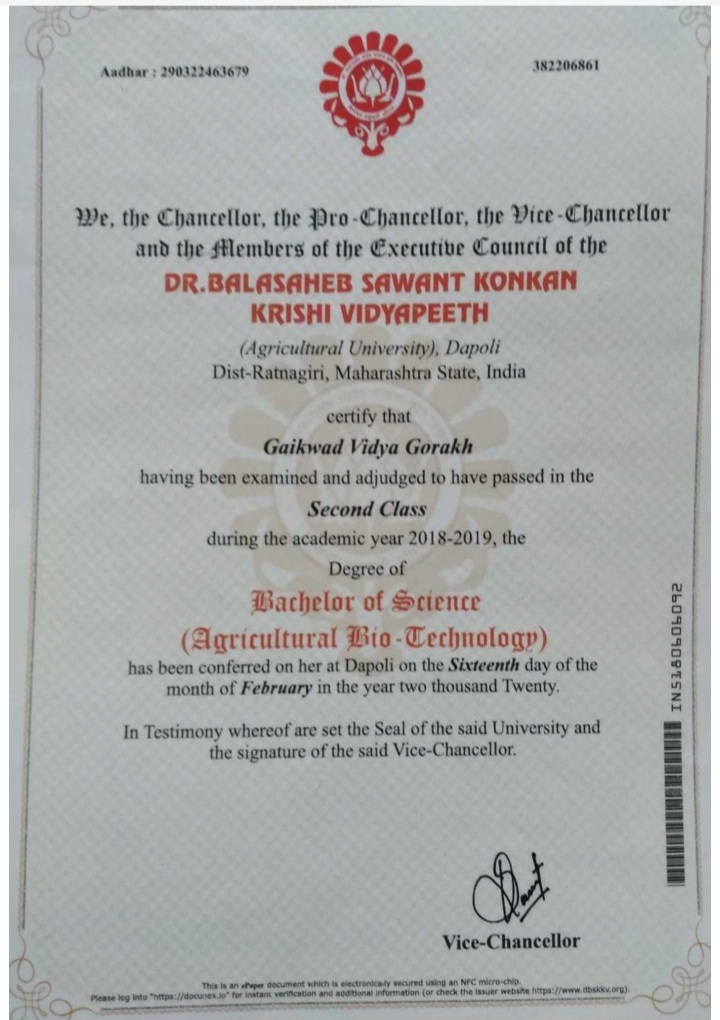 Aadhar : 290322463679
382206861
We, the Chancellor, the Pro-Chancellor, the Vice-Chancellor
and the Members of the Executive Council of the
DR.BALASAHEB SAWANT KONKAN
KRISHI VIDYAPEETH
(Agricultural University), Dapoli
Dist-Ratnagiri, Maharashtra State, India
certify that
Gaikwad Vidya Gorakh
having been examined and adjudged to have passed in the
Second Class
during the academic year 2018-2019, the
Degree of
Bachelor of Science
(Agricultural Bio-Technology)
has been conferred on her at Dapoli on the Sixteenth day of the
month of February in the year two thousand Twenty.
In Testimony whereof are set the Seal of the said University and
the signature of the said Vice-Chancellor.
IN5180606092
Vice-Chancellor
This is an ePaper document which is electronically secured using an NFC micro-chip.
Please log into "https://docunex.io" for instant verification and additional information (or check the issuer website https://www.dbskkv.org).